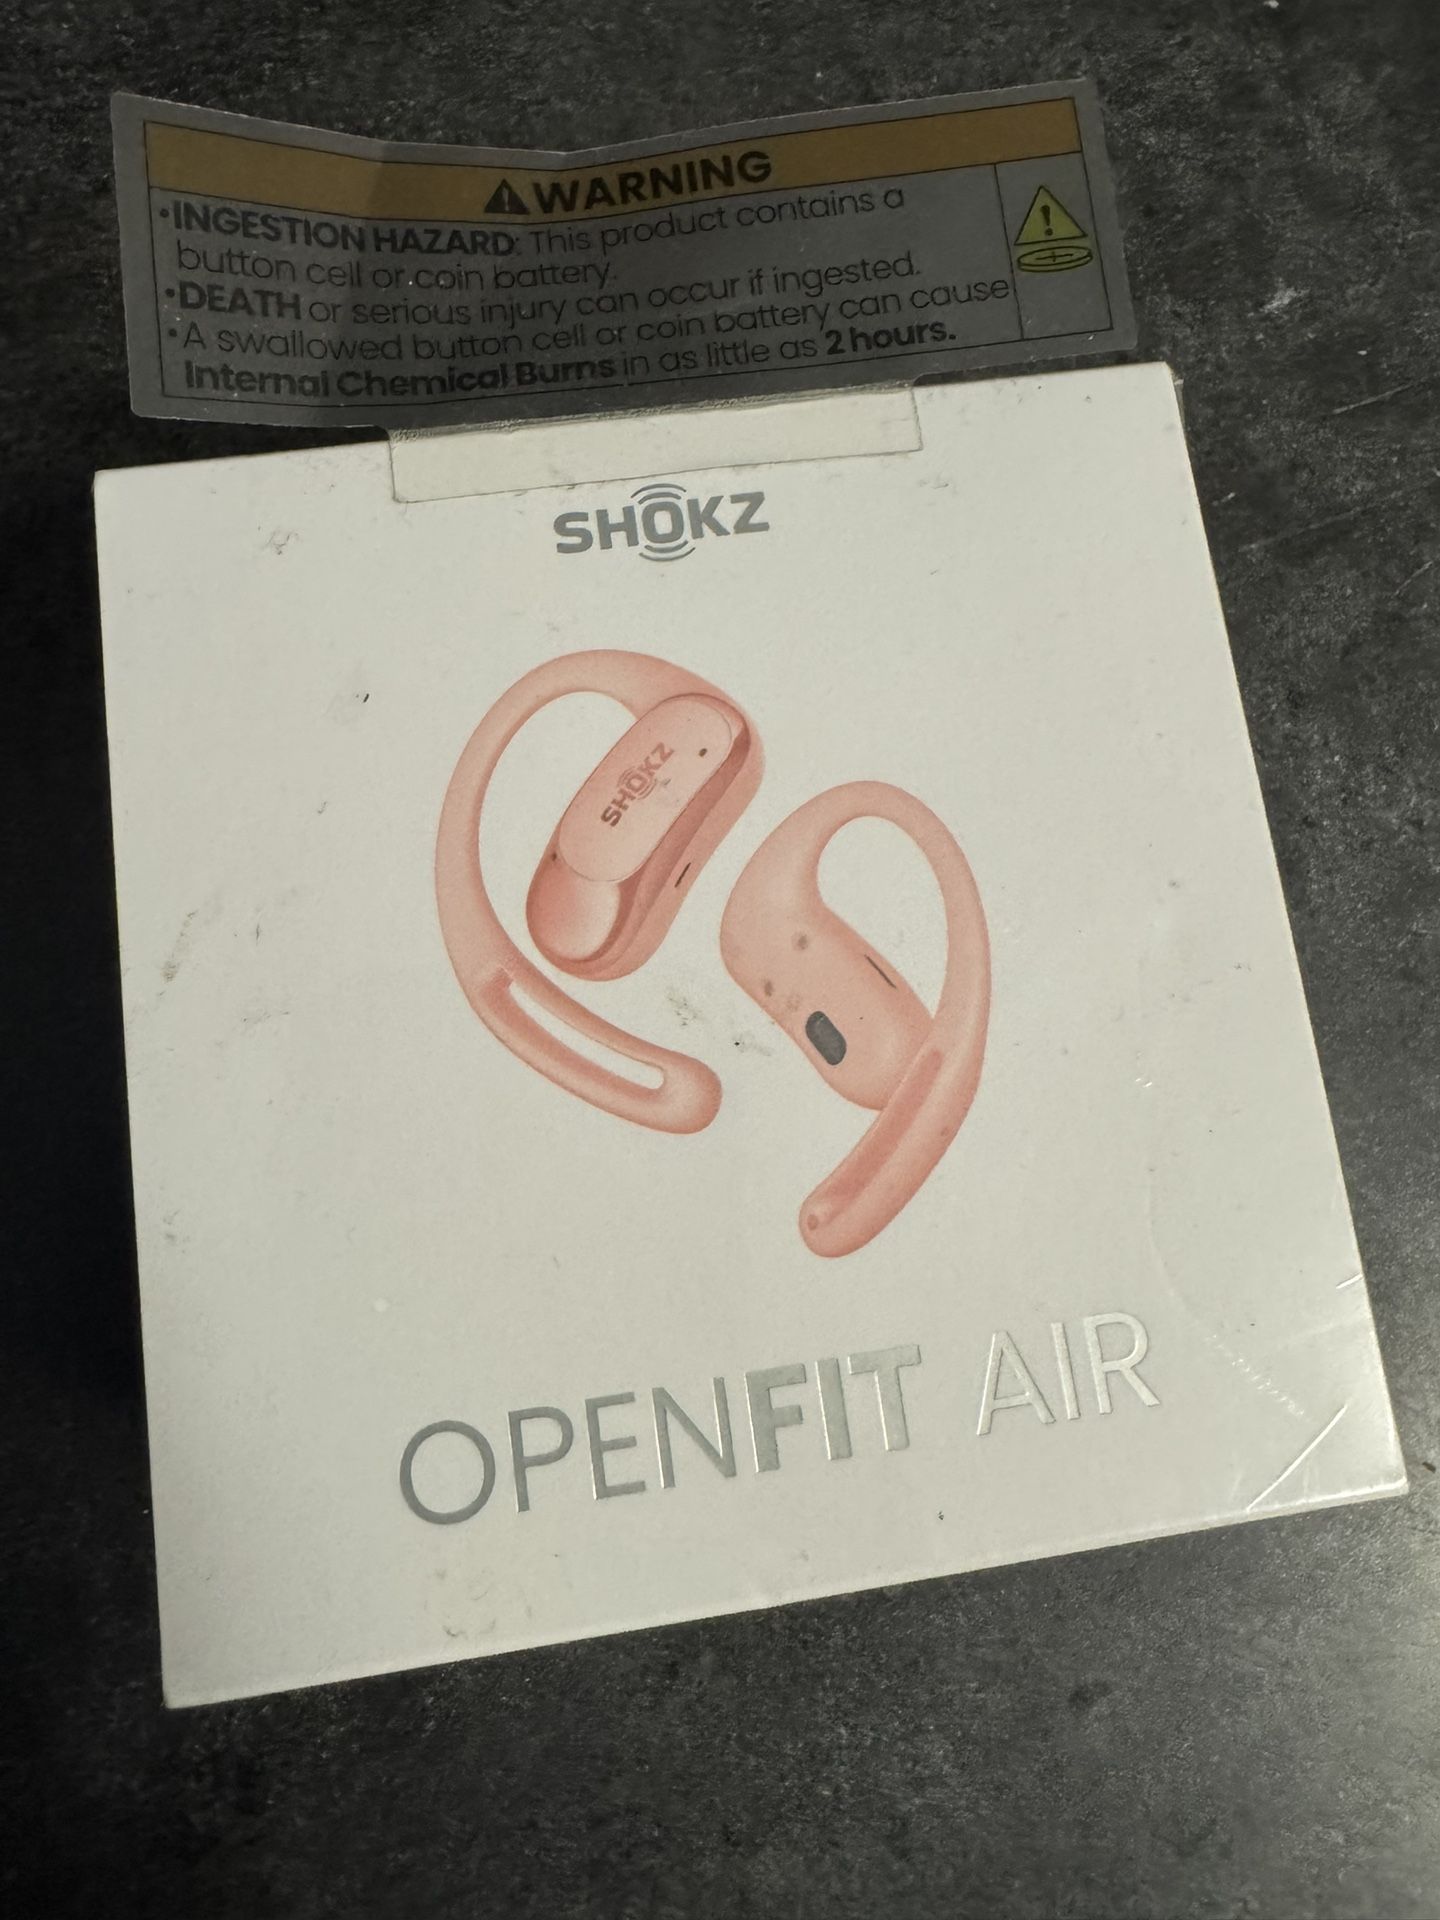 WARNING
•INGESTION HAZARD: This product contains a
button cell or coin battery.
•DEATH or serious injury can occur if ingested.
•A swallowed button cell or coin battery can cause
Internal Chemical Burns in as little as 2 hours.
SHOKZ
SHOKZ
OPENFIT AIR